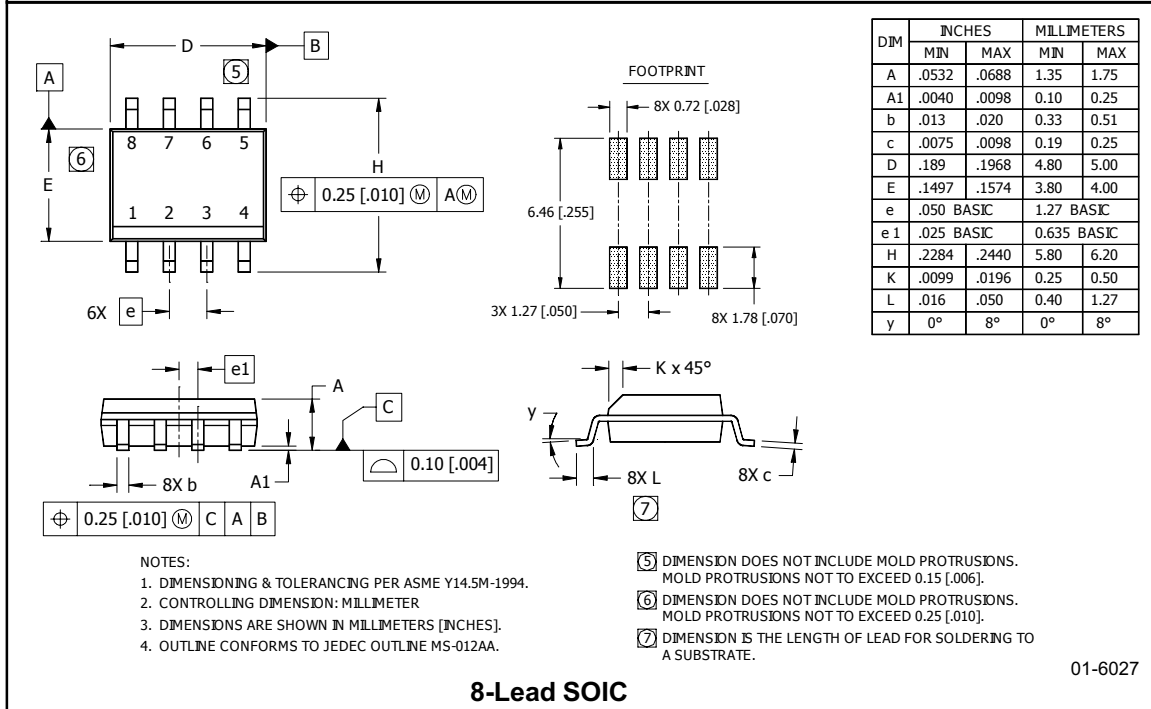 D
B
5
A
8 7 6 5
6
E
H
⌖ 0.25 [.010] Ⓜ A Ⓜ
1 2 3 4
6X e
FOOTPRINT
8X 0.72 [.028]
6.46 [.255]
3X 1.27 [.050]
8X 1.78 [.070]
DIM INCHES MILLIMETERS
MIN MAX MIN MAX
A .0532 .0688 1.35 1.75
A1 .0040 .0098 0.10 0.25
b .013 .020 0.33 0.51
c .0075 .0098 0.19 0.25
D .189 .1968 4.80 5.00
E .1497 .1574 3.80 4.00
e .050 BASIC 1.27 BASIC
e 1 .025 BASIC 0.635 BASIC
H .2284 .2440 5.80 6.20
K .0099 .0196 0.25 0.50
L .016 .050 0.40 1.27
y 0° 8° 0° 8°
e1
A
C
0.10 [.004]
8X b
A1
⌖ 0.25 [.010] Ⓜ C A B
K x 45°
y
8X L
8X c
7
NOTES:
1. DIMENSIONING & TOLERANCING PER ASME Y14.5M-1994.
2. CONTROLLING DIMENSION: MILLIMETER
3. DIMENSIONS ARE SHOWN IN MILLIMETERS [INCHES].
4. OUTLINE CONFORMS TO JEDEC OUTLINE MS-012AA.
5 DIMENSION DOES NOT INCLUDE MOLD PROTRUSIONS.
MOLD PROTRUSIONS NOT TO EXCEED 0.15 [.006].
6 DIMENSION DOES NOT INCLUDE MOLD PROTRUSIONS.
MOLD PROTRUSIONS NOT TO EXCEED 0.25 [.010].
7 DIMENSION IS THE LENGTH OF LEAD FOR SOLDERING TO
A SUBSTRATE.
01-6027
8-Lead SOIC